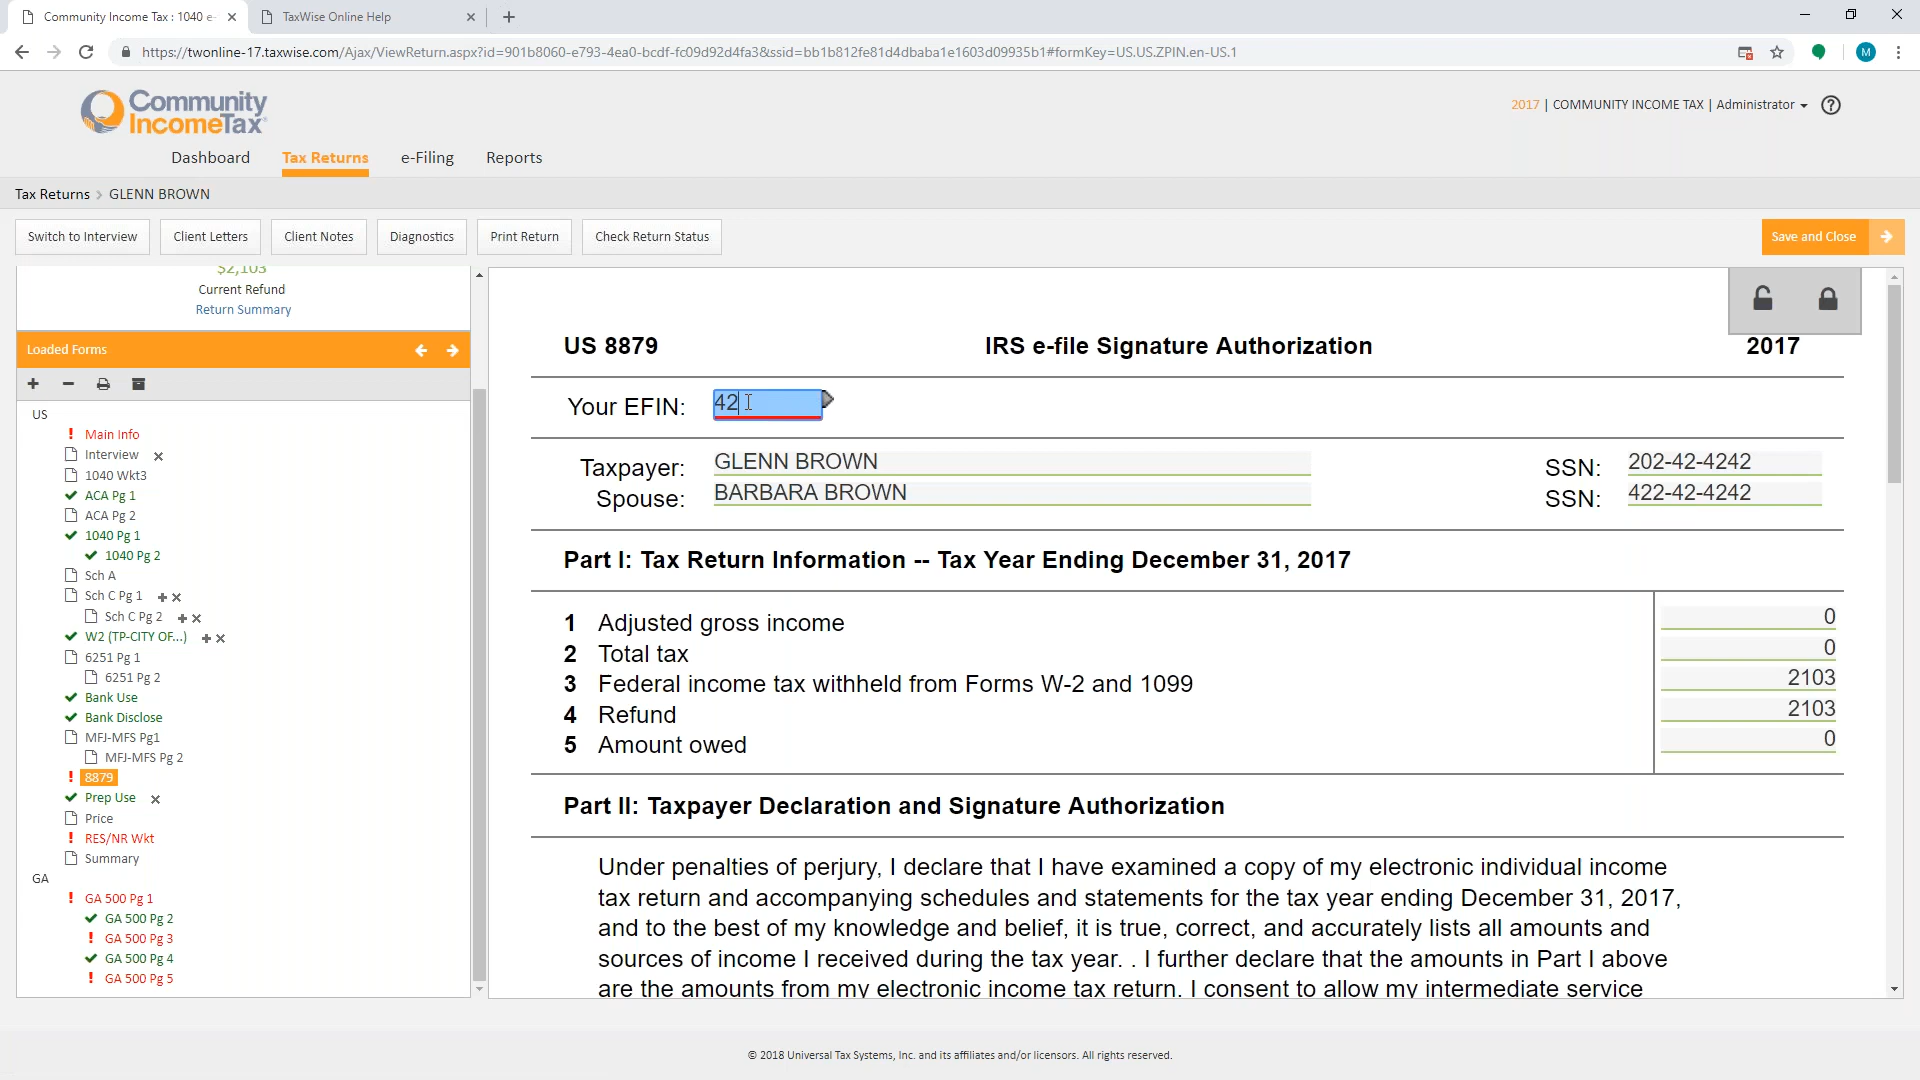 Community Income Tax : 1040 e-
TaxWise Online Help
https://twonline-17.taxwise.com/Ajax/ViewReturn.aspx?id=901b8060-e793-4ea0-bcdf-fc09d92d4fa3&ssid=bb1b812fe81d4dbaba1e1603d09935b1#formKey=US.US.ZPIN.en-US.1
M
Community
IncomeTax
2017 | COMMUNITY INCOME TAX | Administrator
Dashboard
Tax Returns
e-Filing
Reports
Tax Returns > GLENN BROWN
Switch to Interview
Client Letters
Client Notes
Diagnostics
Print Return
Check Return Status
Save and Close
$2,103
Current Refund
Return Summary
Loaded Forms
US
Main Info
Interview
1040 Wkt3
ACA Pg 1
ACA Pg 2
1040 Pg 1
1040 Pg 2
Sch A
Sch C Pg 1
Sch C Pg 2
W2 (TP-CITY OF...)
6251 Pg 1
6251 Pg 2
Bank Use
Bank Disclose
MFJ-MFS Pg1
MFJ-MFS Pg 2
8879
Prep Use
Price
RES/NR Wkt
Summary
GA
GA 500 Pg 1
GA 500 Pg 2
GA 500 Pg 3
GA 500 Pg 4
GA 500 Pg 5
US 8879 IRS e-file Signature Authorization 2017
Your EFIN: 42
Taxpayer: GLENN BROWN SSN: 202-42-4242
Spouse: BARBARA BROWN SSN: 422-42-4242
Part I: Tax Return Information -- Tax Year Ending December 31, 2017
1 Adjusted gross income 0
2 Total tax 0
3 Federal income tax withheld from Forms W-2 and 1099 2103
4 Refund 2103
5 Amount owed 0
Part II: Taxpayer Declaration and Signature Authorization
Under penalties of perjury, I declare that I have examined a copy of my electronic individual income
tax return and accompanying schedules and statements for the tax year ending December 31, 2017,
and to the best of my knowledge and belief, it is true, correct, and accurately lists all amounts and
sources of income I received during the tax year. . I further declare that the amounts in Part I above
are the amounts from my electronic income tax return. I consent to allow my intermediate service
© 2018 Universal Tax Systems, Inc. and its affiliates and/or licensors. All rights reserved.